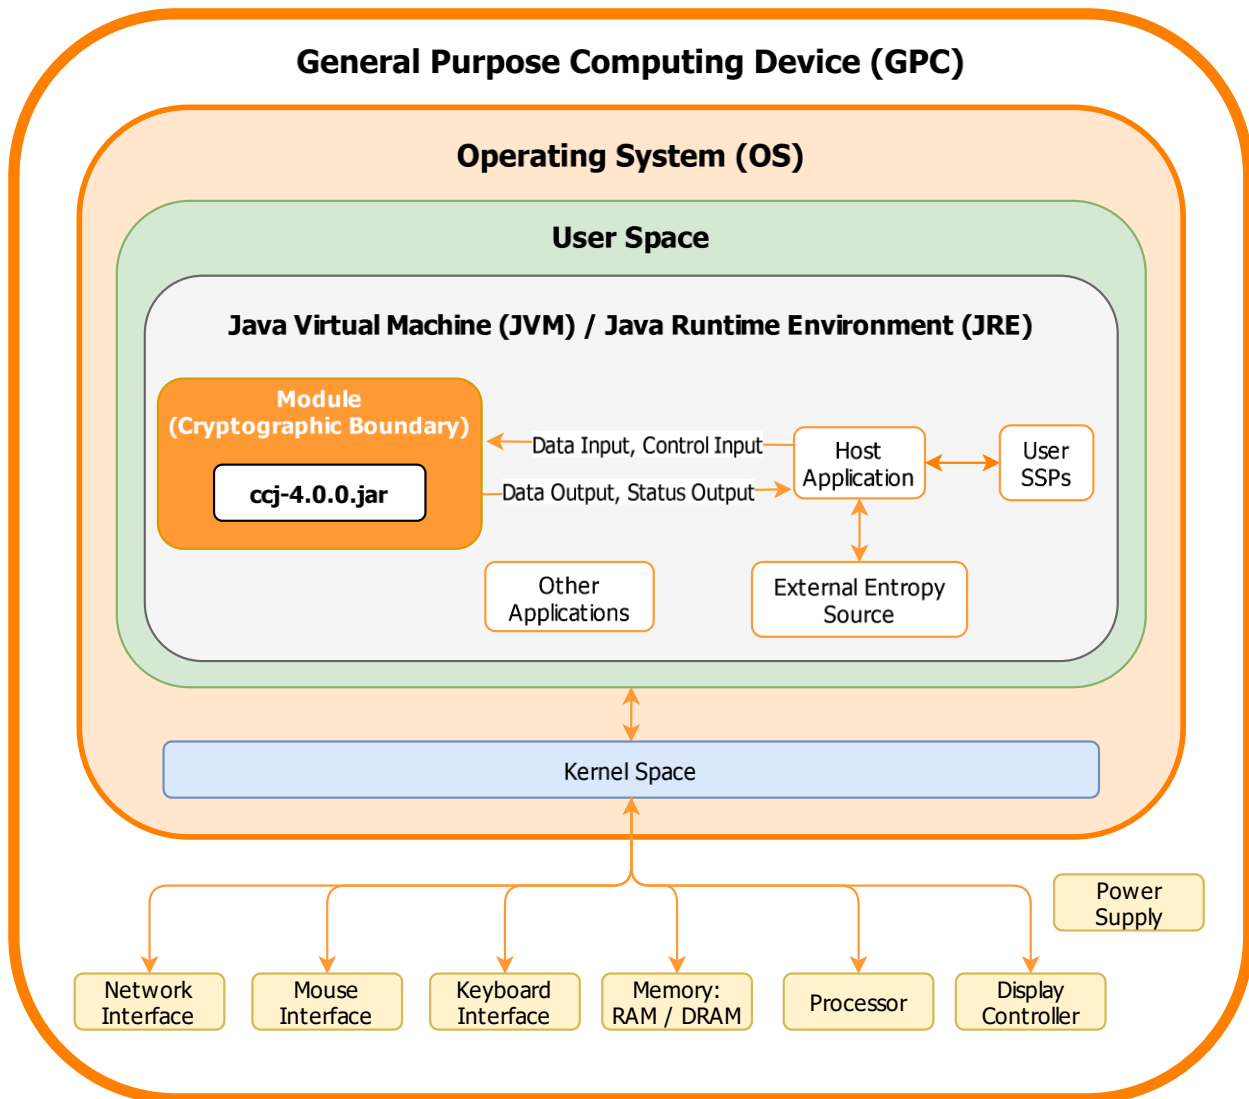 General Purpose Computing Device (GPC)
Operating System (OS)
User Space
Java Virtual Machine (JVM) / Java Runtime Environment (JRE)
Module
(Cryptographic Boundary)
ccj-4.0.0.jar
Data Input, Control Input
Data Output, Status Output
Host
Application
User
SSPs
Other
Applications
External Entropy
Source
Kernel Space
Power
Supply
Network
Interface
Mouse
Interface
Keyboard
Interface
Memory:
RAM / DRAM
Processor
Display
Controller